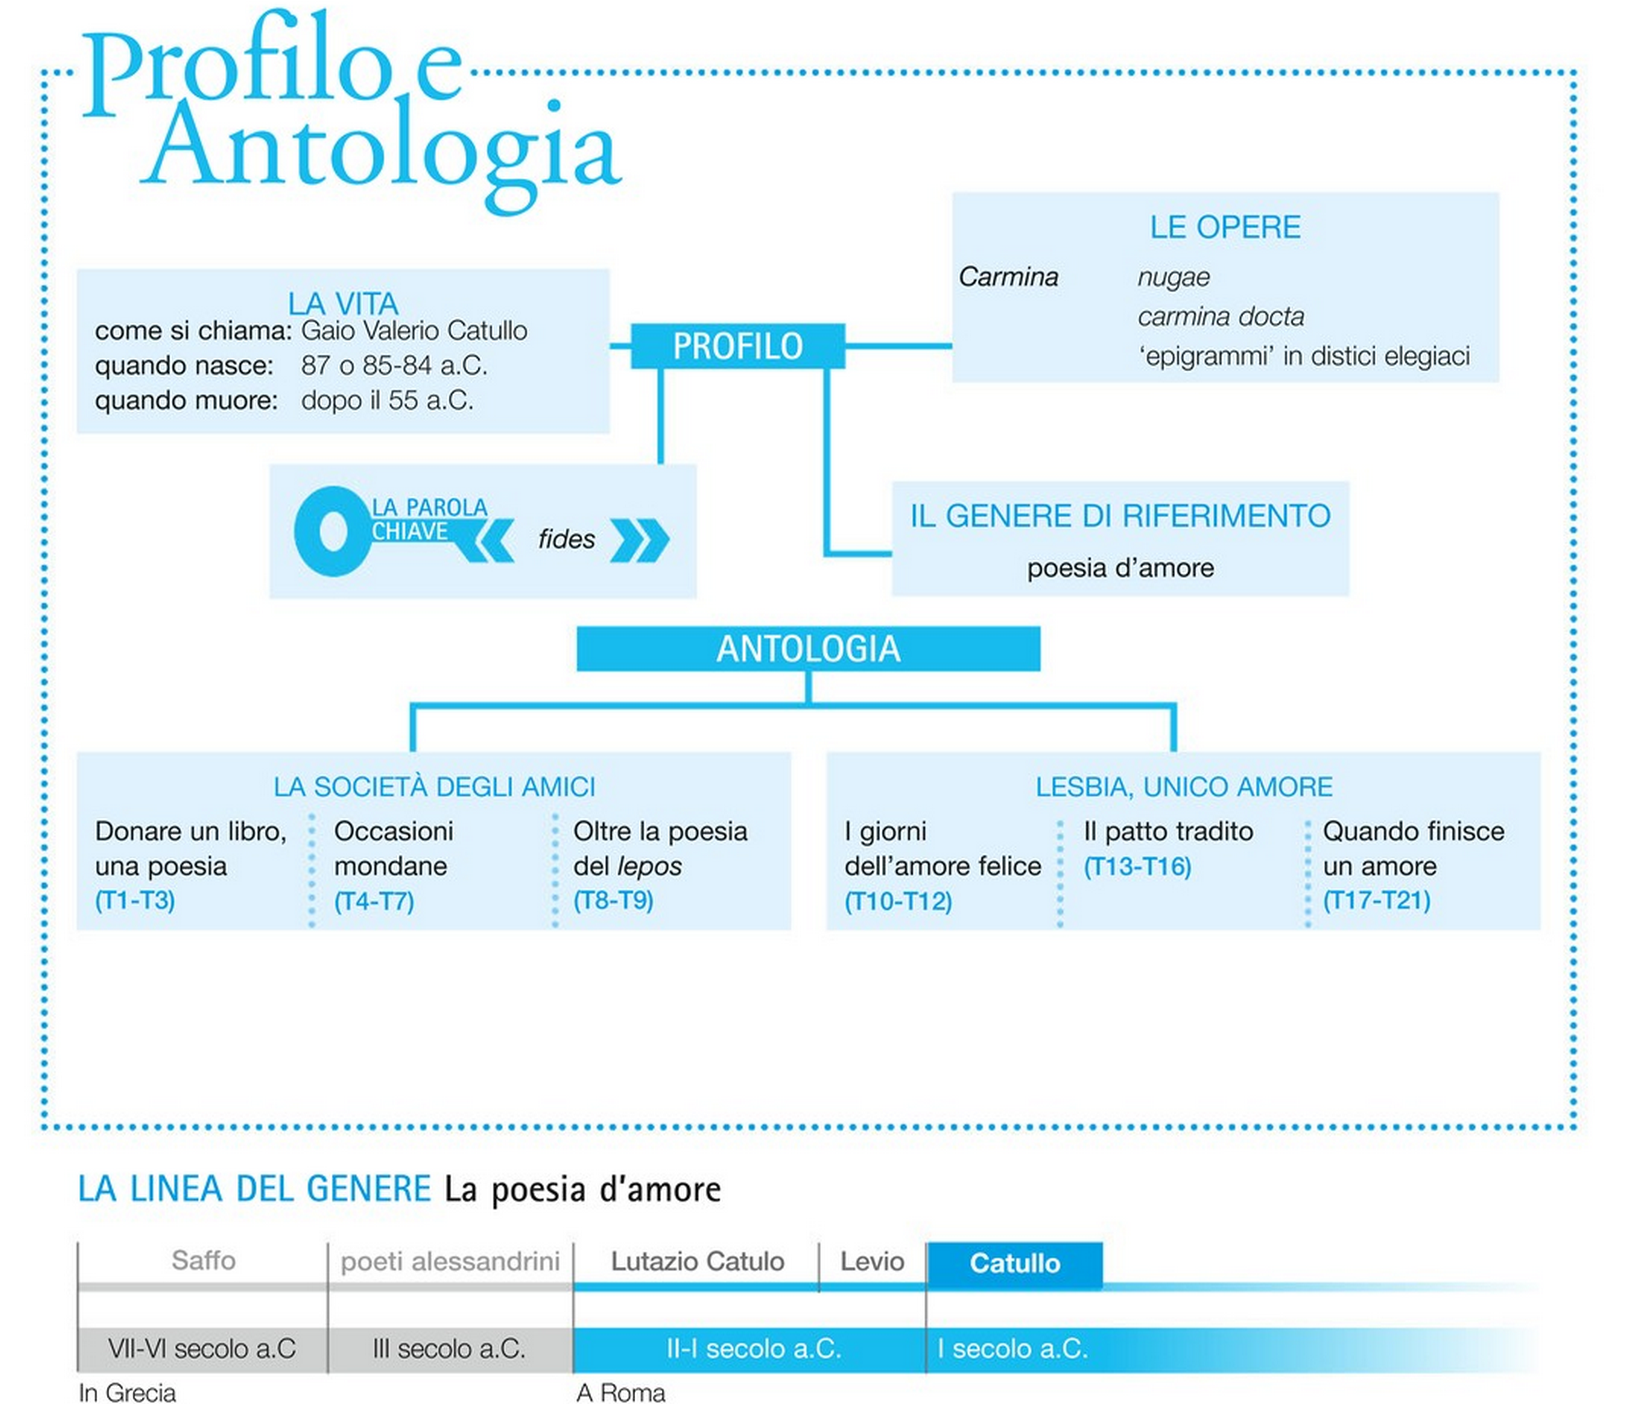 Profilo e
Antologia
LE OPERE
Carmina nugae
carmina docta
‘epigrammi’ in distici elegiaci
LA VITA
come si chiama: Gaio Valerio Catullo
quando nasce: 87 o 85-84 a.C.
quando muore: dopo il 55 a.C.
PROFILO
LA PAROLA
CHIAVE
fides
IL GENERE DI RIFERIMENTO
poesia d’amore
ANTOLOGIA
LA SOCIETÀ DEGLI AMICI
Donare un libro,
una poesia
(T1-T3)
Occasioni
mondane
(T4-T7)
Oltre la poesia
del lepos
(T8-T9)
LESBIA, UNICO AMORE
I giorni
dell’amore felice
(T10-T12)
Il patto tradito
(T13-T16)
Quando finisce
un amore
(T17-T21)
LA LINEA DEL GENERE La poesia d’amore
Saffo poeti alessandrini Lutazio Catulo Levio Catullo
VII-VI secolo a.C III secolo a.C. II-I secolo a.C. I secolo a.C.
In Grecia A Roma